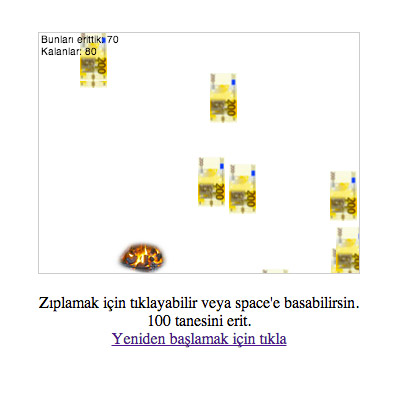 Bunları erittik: 70
Kalanlar: 80
200
200
200
200
200
200
Zıplamak için tıklayabilir veya space'e basabilirsin.
100 tanesini erit.
Yeniden başlamak için tıkla